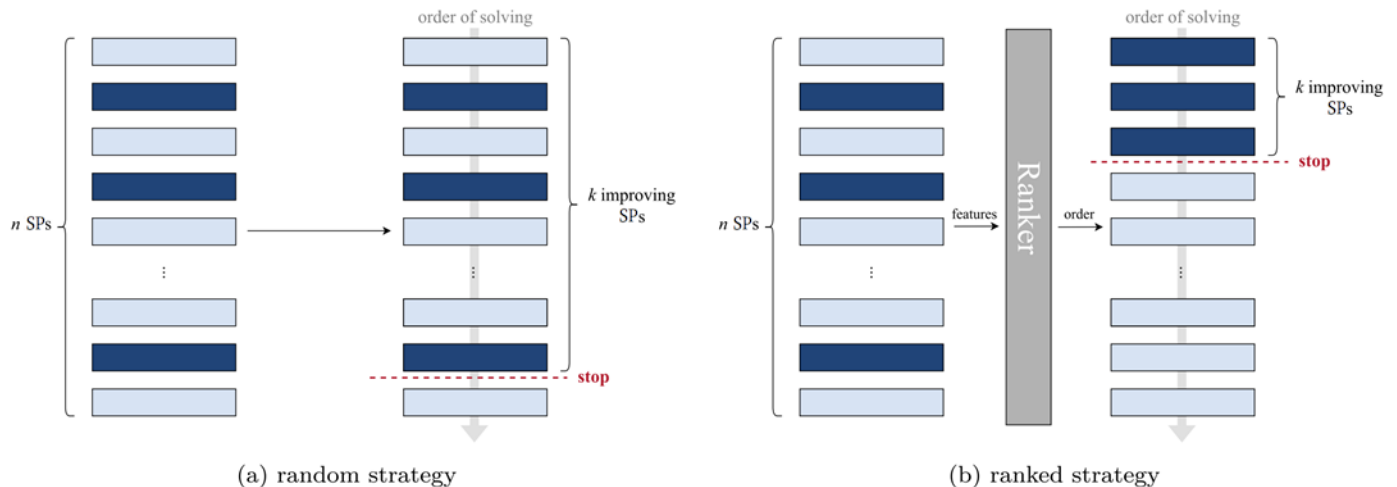 order of solving
n SPs
⋮
⋮
k improving
SPs
stop
(a) random strategy
order of solving
n SPs
⋮
features
Ranker
order
k improving
SPs
stop
⋮
(b) ranked strategy